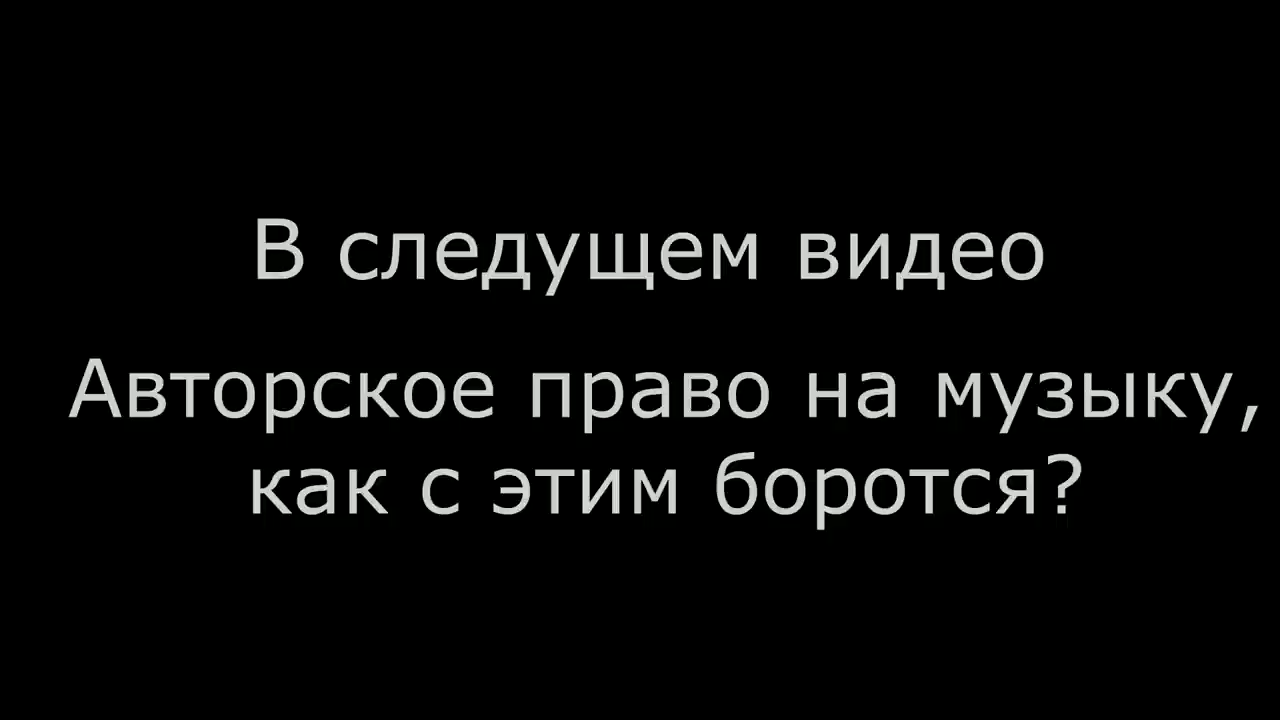 В следущем видео
Авторское право на музыку,
как с этим боротся?